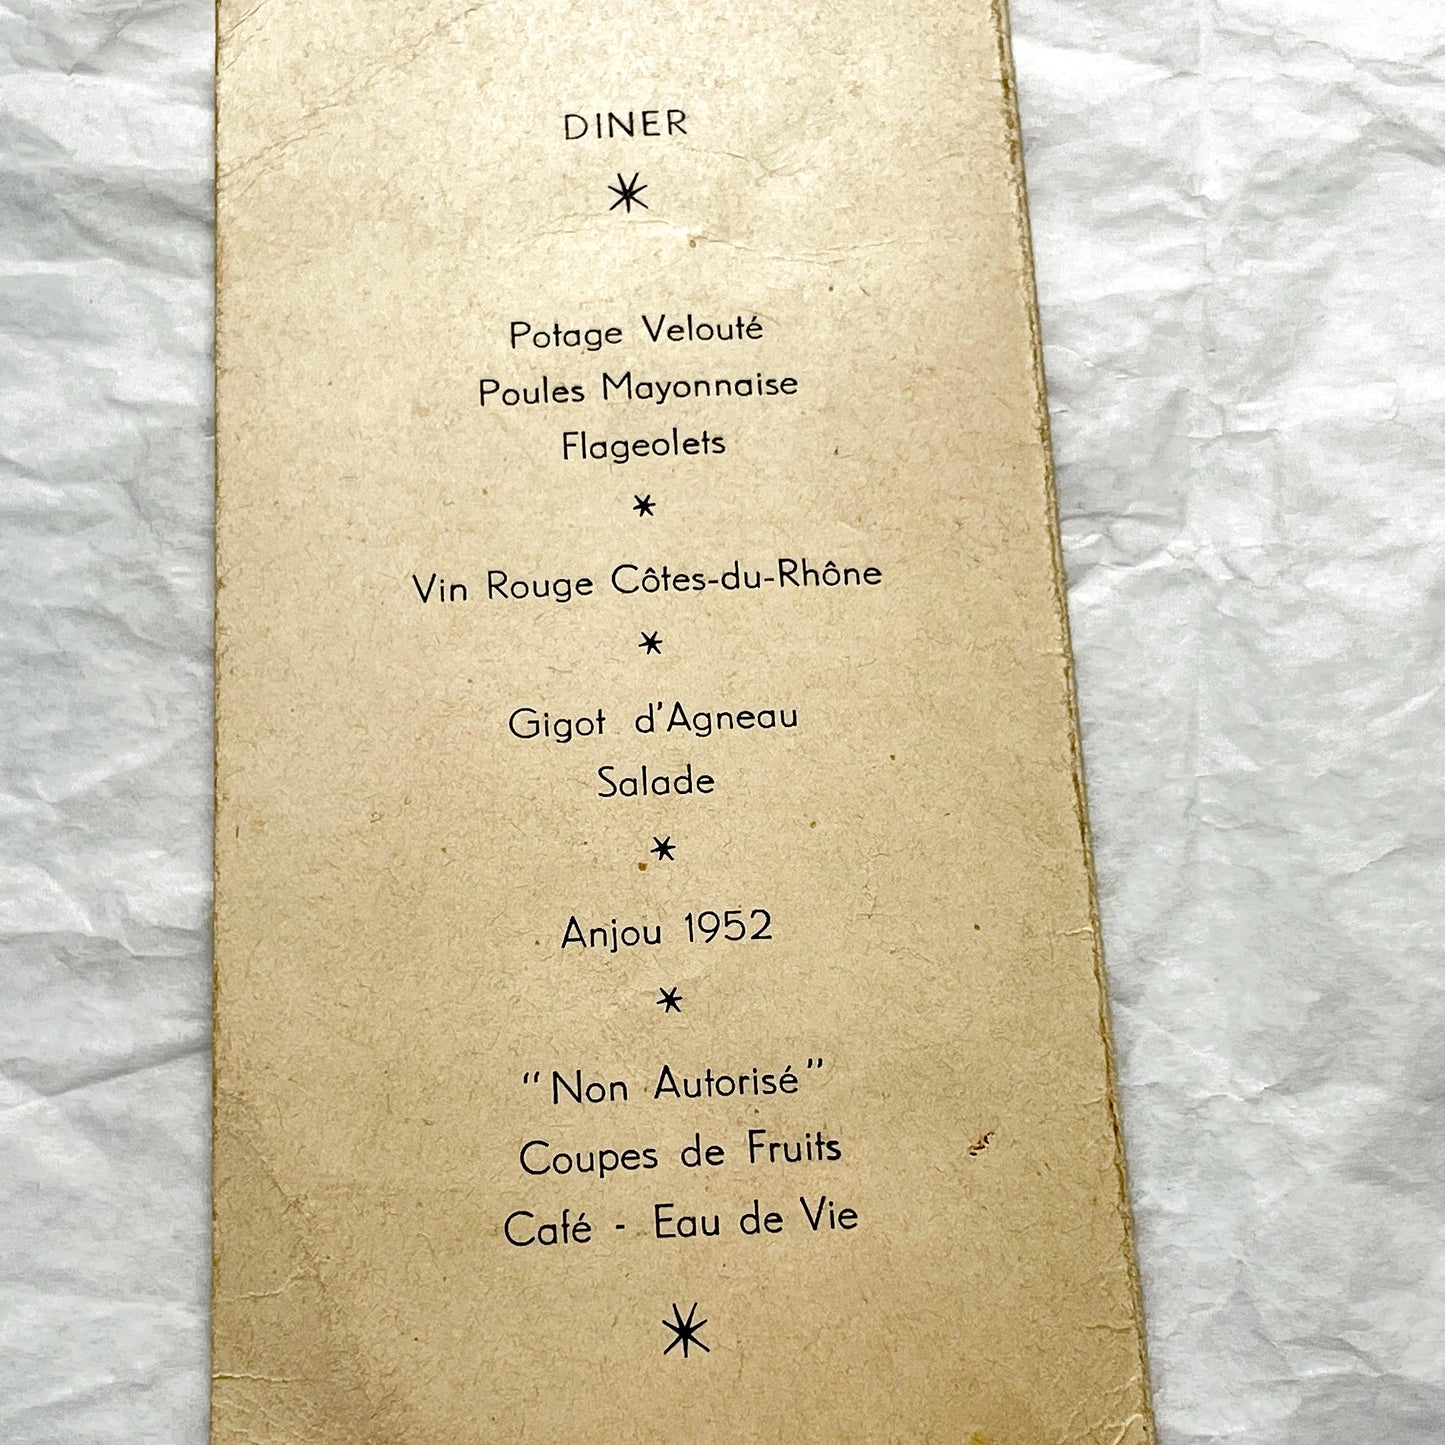 DINER
Potage Velouté
Poules Mayonnaise
Flageolets
Vin Rouge Côtes-du-Rhône
Gigot d'Agneau
Salade
Anjou 1952
"Non Autorisé"
Coupes de Fruits
Café - Eau de Vie